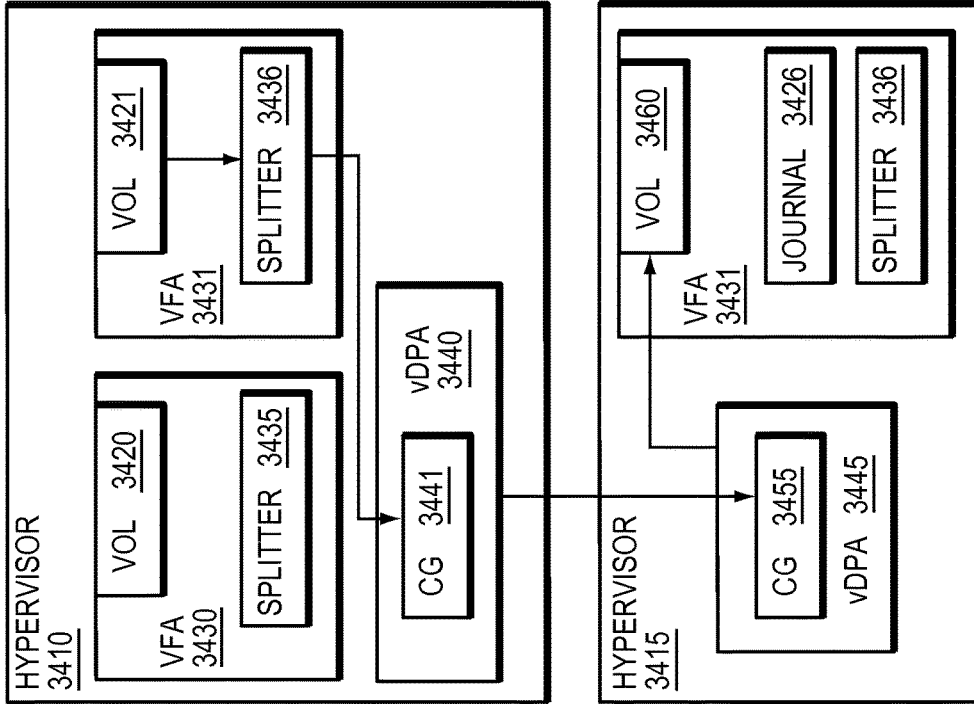 HYPERVISOR
3410
VOL 3420
VFA
3430
SPLITTER 3435
VOL 3421
VFA
3431
SPLITTER 3436
CG 3441
vDPA
3440
HYPERVISOR
3415
CG 3455
vDPA 3445
VOL 3460
VFA
3431
JOURNAL 3426
SPLITTER 3436